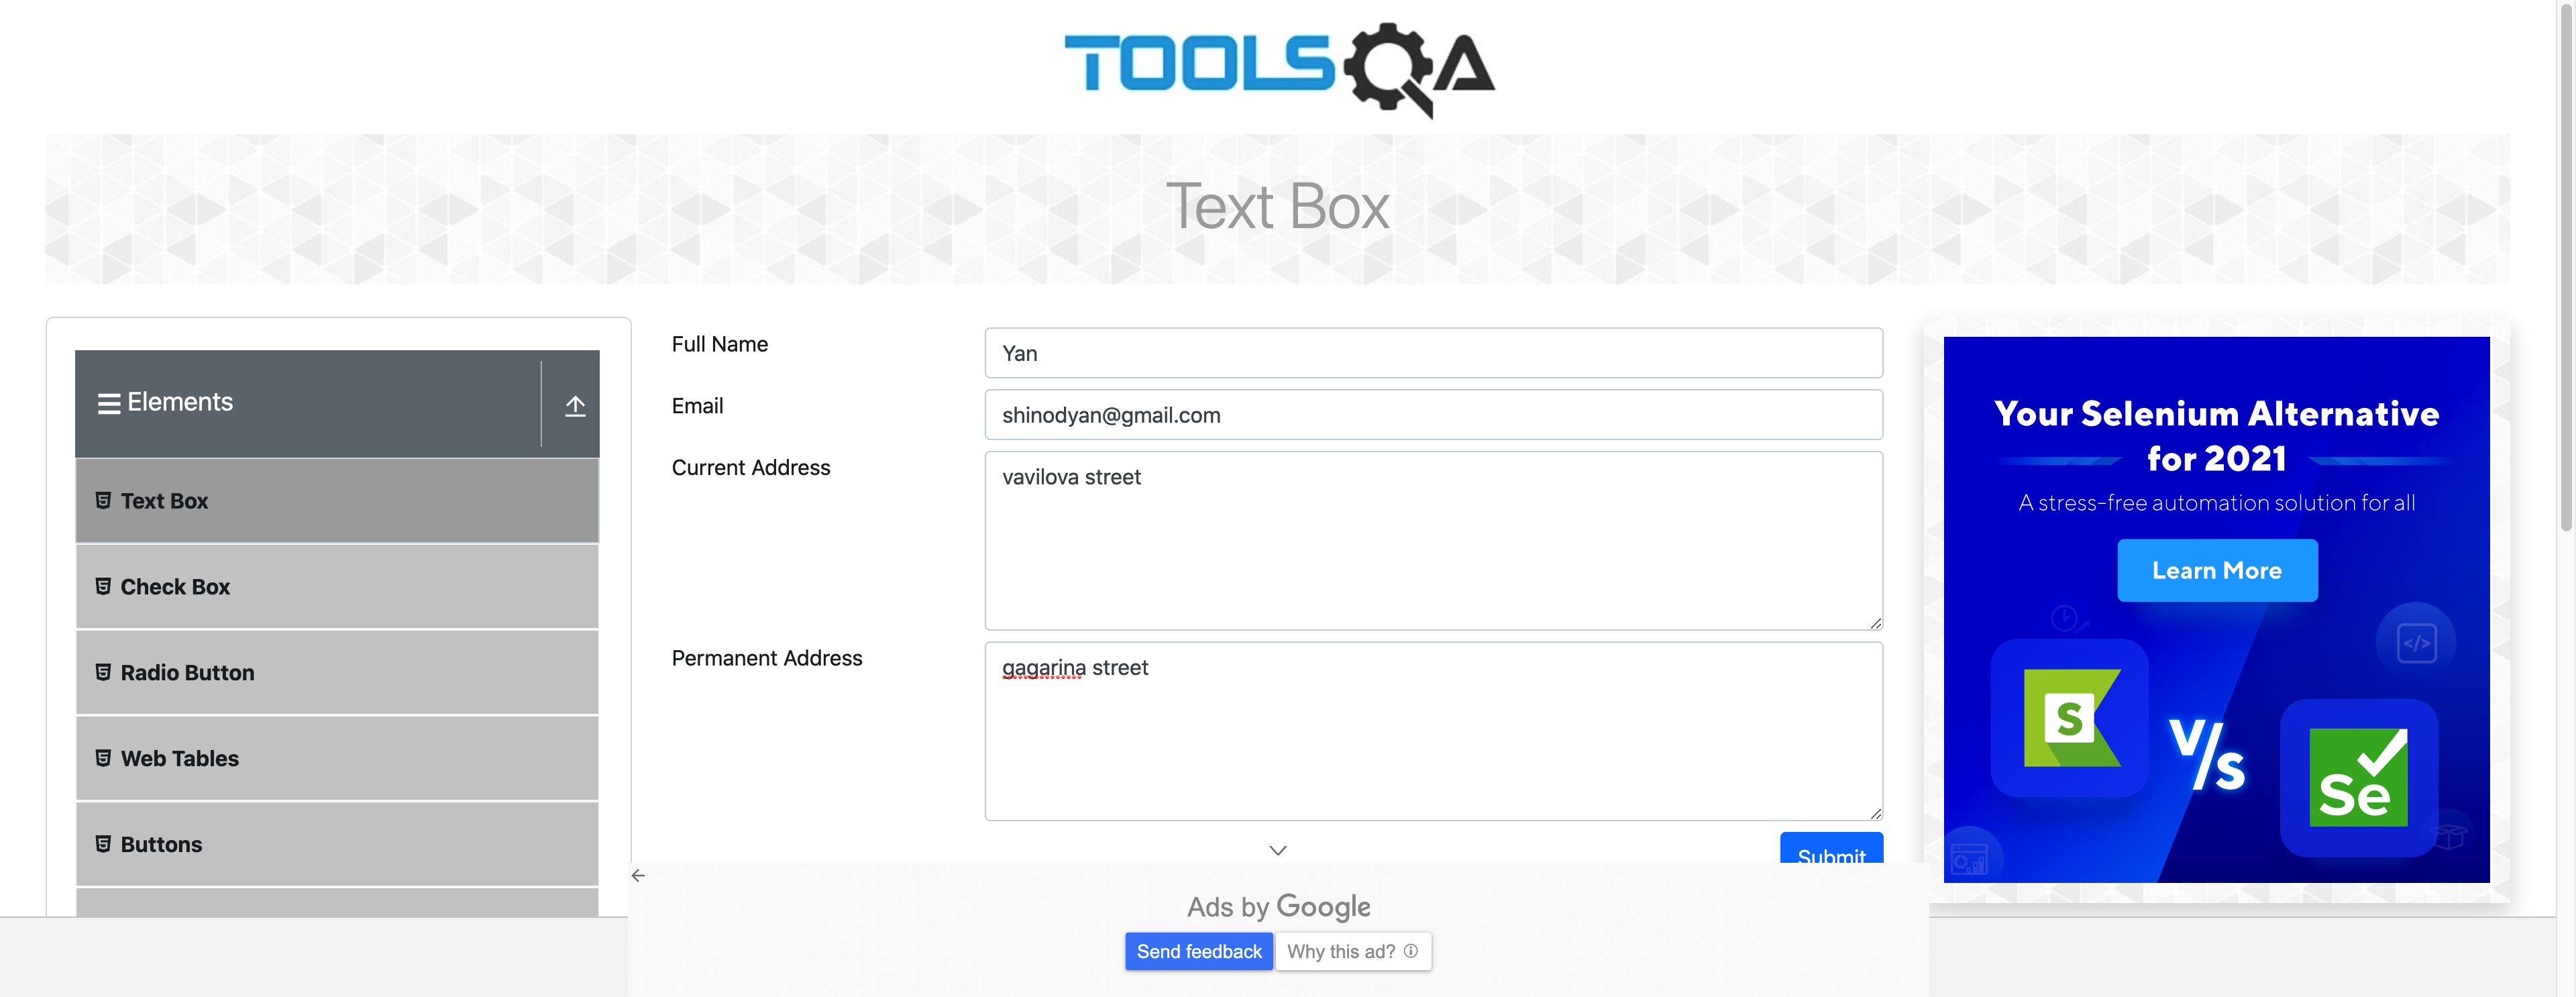 TOOLSQA
Text Box
Elements
Text Box
Check Box
Radio Button
Web Tables
Buttons
Full Name
Yan
Email
shinodyan@gmail.com
Current Address
vavilova street
Permanent Address
gagarina street
Submit
Your Selenium Alternative
for 2021
A stress-free automation solution for all
Learn More
S
V/s
Se
</>
Ads by Google
Send feedback
Why this ad?